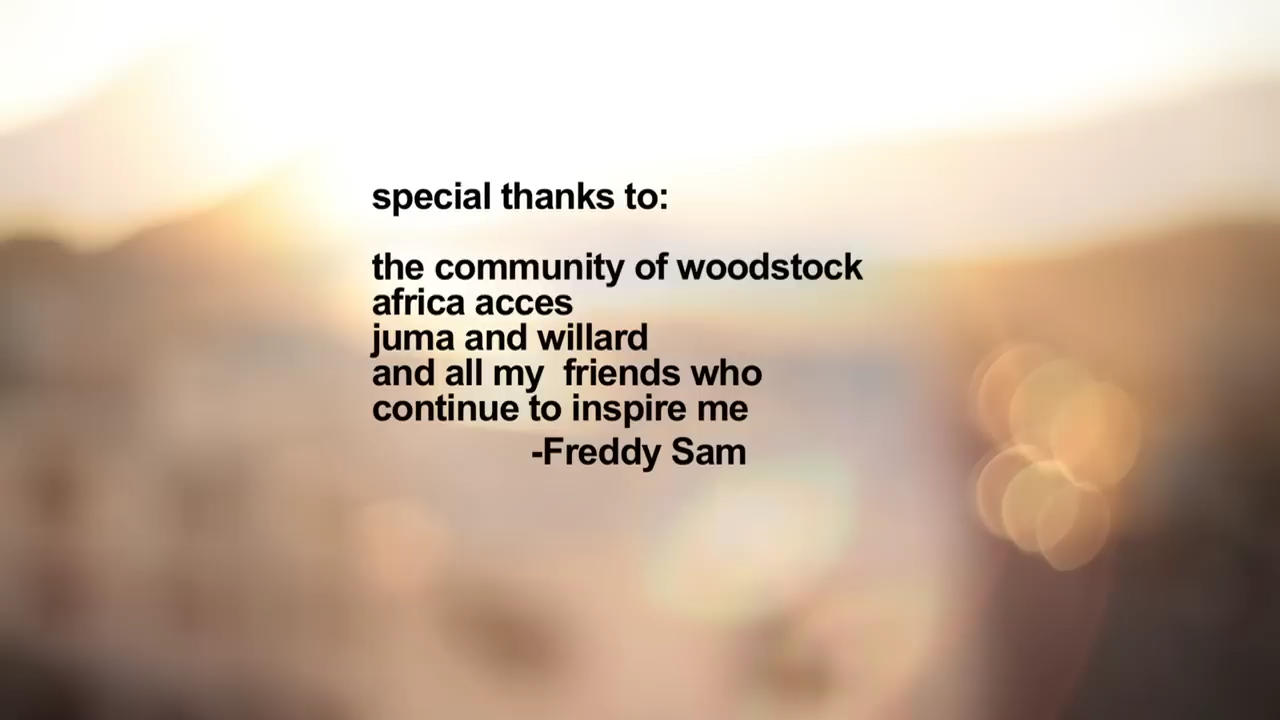 special thanks to:
the community of woodstock
africa acces
juma and willard
and all my  friends who
continue to inspire me
-Freddy Sam